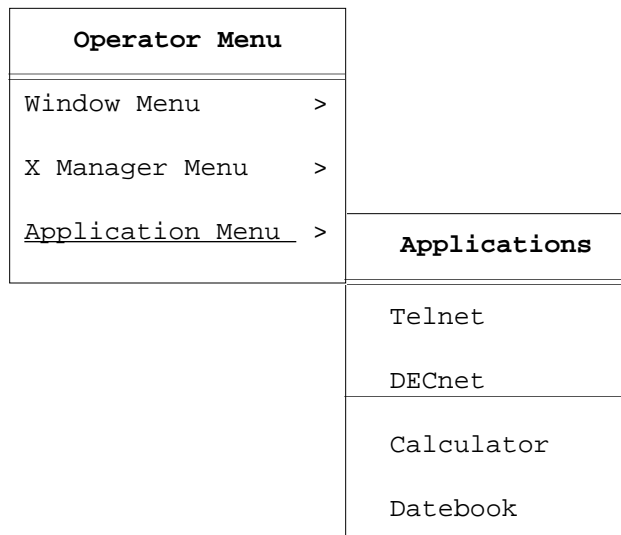 Operator Menu
Window Menu >
X Manager Menu >
Application Menu >
Applications
Telnet
DECnet
Calculator
Datebook